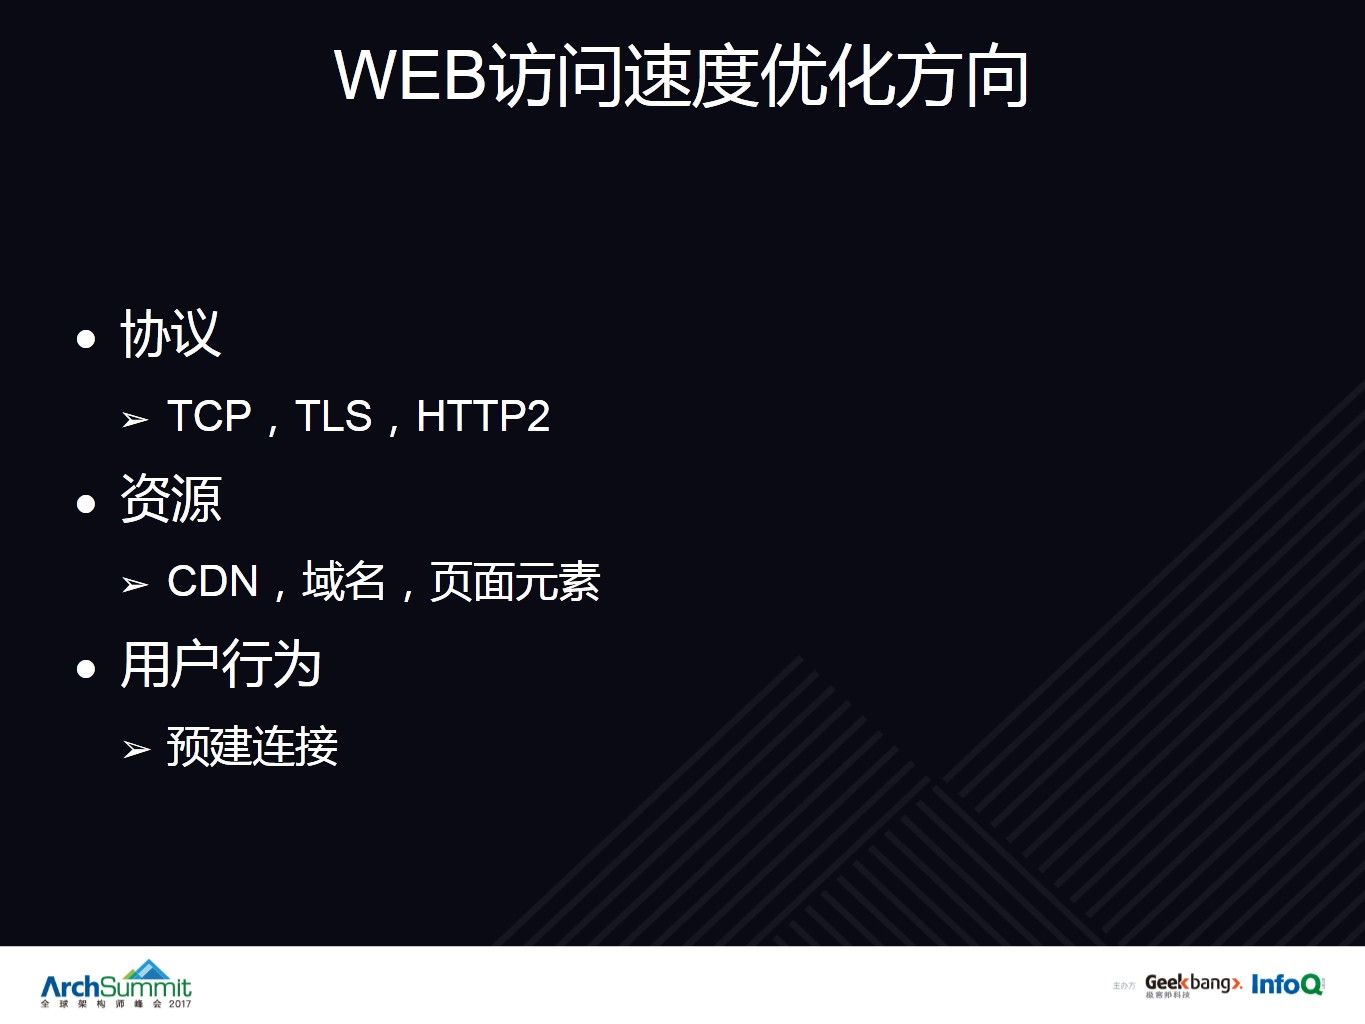 WEB访问速度优化方向
● 协议
➢ TCP，TLS，HTTP2
● 资源
➢ CDN，域名，页面元素
● 用户行为
➢ 预建连接
ArchSummit
全球架构师峰会 2017
主办方
Geekbang>.
极客邦科技
InfoQ